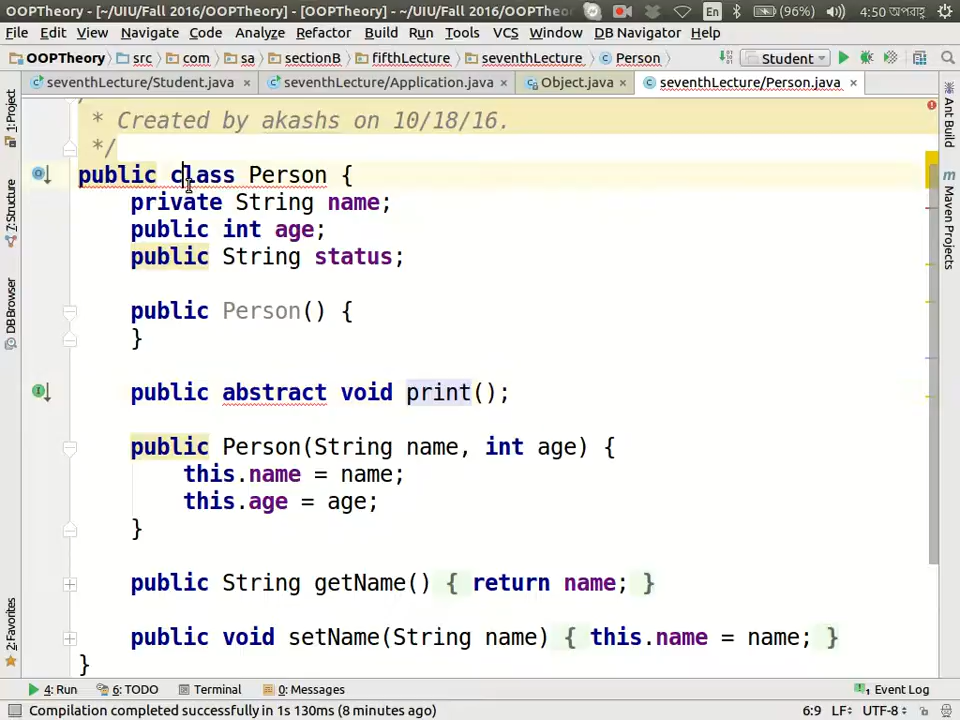 OOPTheory - [~/UIU/Fall 2016/OOPTheory] - [OOPTheory] - ~/UIU/Fall 2016/OOPTheory/... En (96%) 4:50 অপরাহ্ণ
File Edit View Navigate Code Analyze Refactor Build Run Tools VCS Window DB Navigator Help
OOPTheory src com sa sectionB fifthLecture seventhLecture Person Student
seventhLecture/Student.java × seventhLecture/Application.java × Object.java × seventhLecture/Person.java ×
* Created by akashs on 10/18/16.
*/
public class Person {
private String name;
public int age;
public String status;
public Person() {
}
public abstract void print();
public Person(String name, int age) {
this.name = name;
this.age = age;
}
public String getName() { return name; }
public void setName(String name) { this.name = name; }
}
1: Project
7: Structure
DB Browser
2: Favorites
Ant Build
Maven Projects
4: Run 6: TODO Terminal 0: Messages 1 Event Log
Compilation completed successfully in 1s 130ms (8 minutes ago) 6:9 LF÷ UTF-8÷